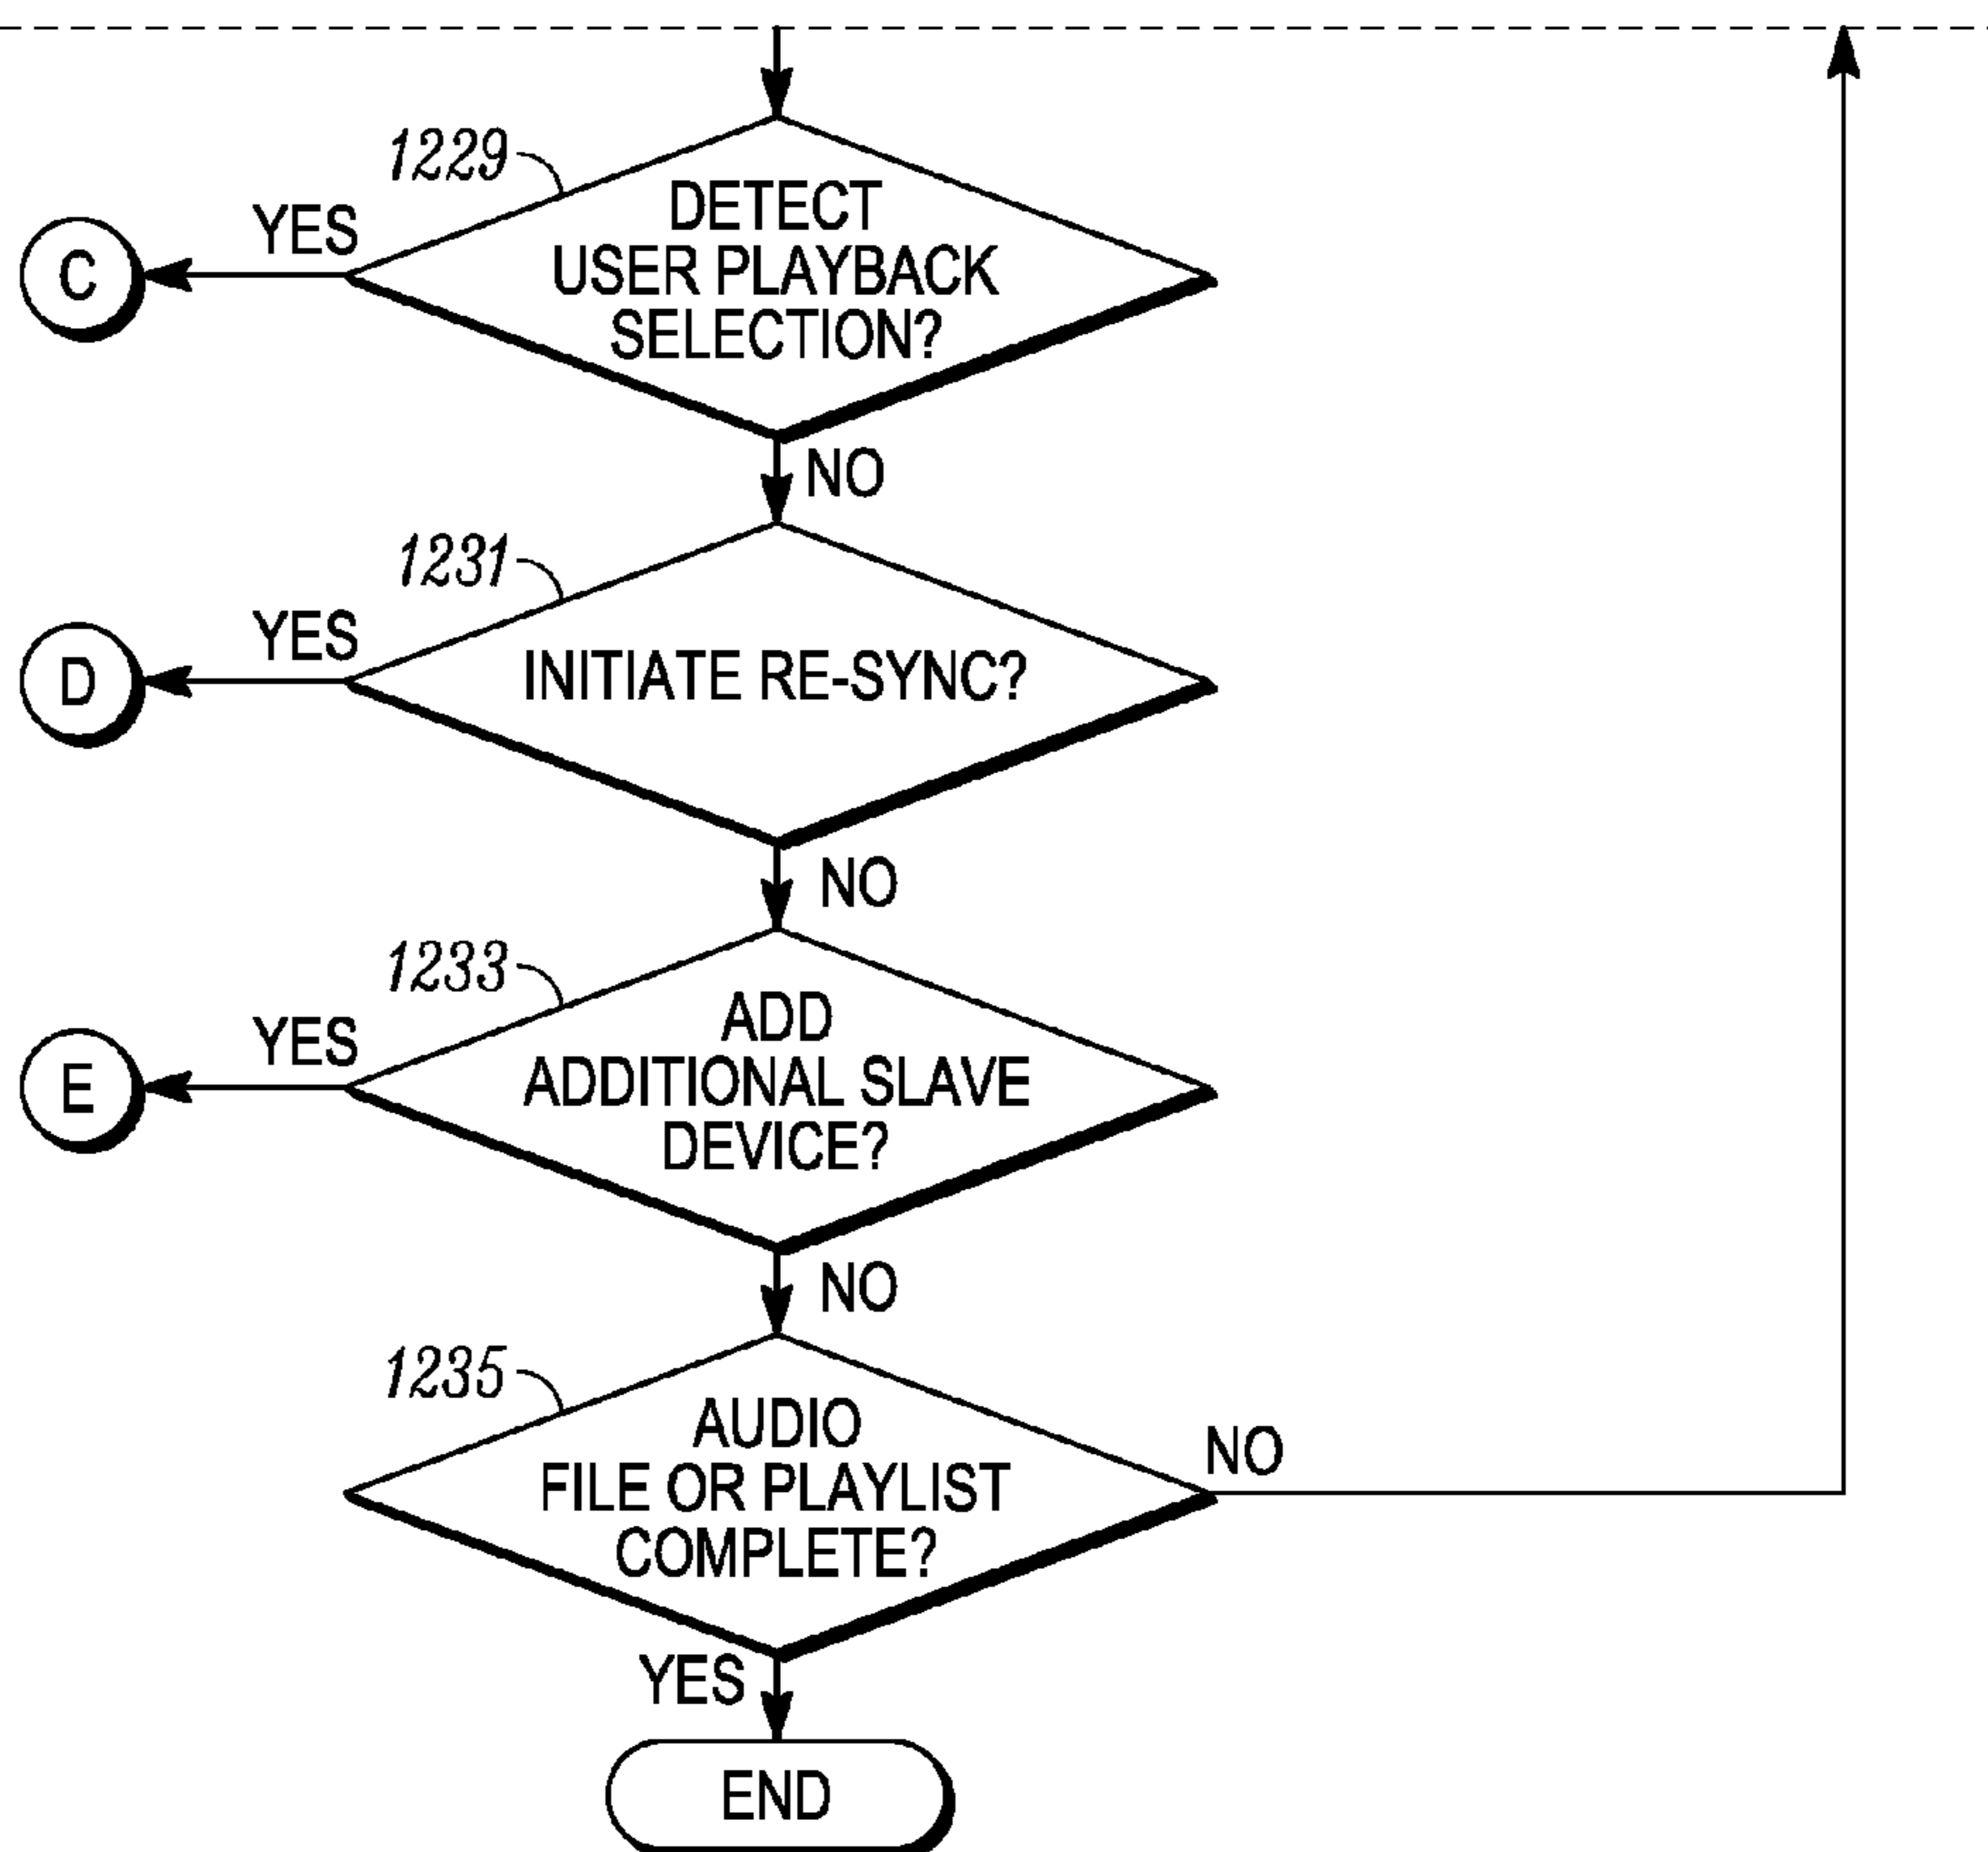 1229
YES
C
DETECT
USER PLAYBACK
SELECTION?
NO
1231
YES
D
INITIATE RE-SYNC?
NO
1233
YES
E
ADD
ADDITIONAL SLAVE
DEVICE?
NO
1235
AUDIO
FILE OR PLAYLIST
COMPLETE?
NO
YES
END